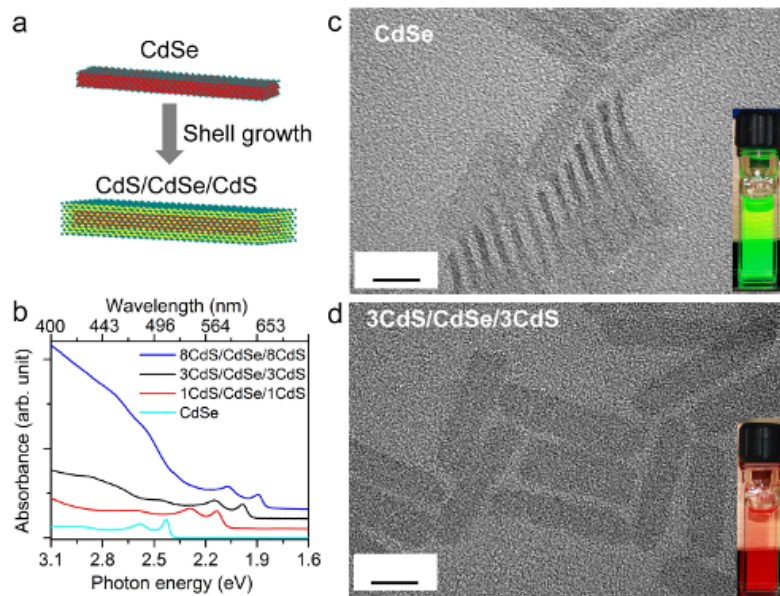 a
CdSe
Shell growth
CdS/CdSe/CdS
b
Wavelength (nm)
400 443 496 564 653
8CdS/CdSe/8CdS
3CdS/CdSe/3CdS
1CdS/CdSe/1CdS
CdSe
Absorbance (arb. unit)
3.1 2.8 2.5 2.2 1.9 1.6
Photon energy (eV)
c
CdSe
d
3CdS/CdSe/3CdS